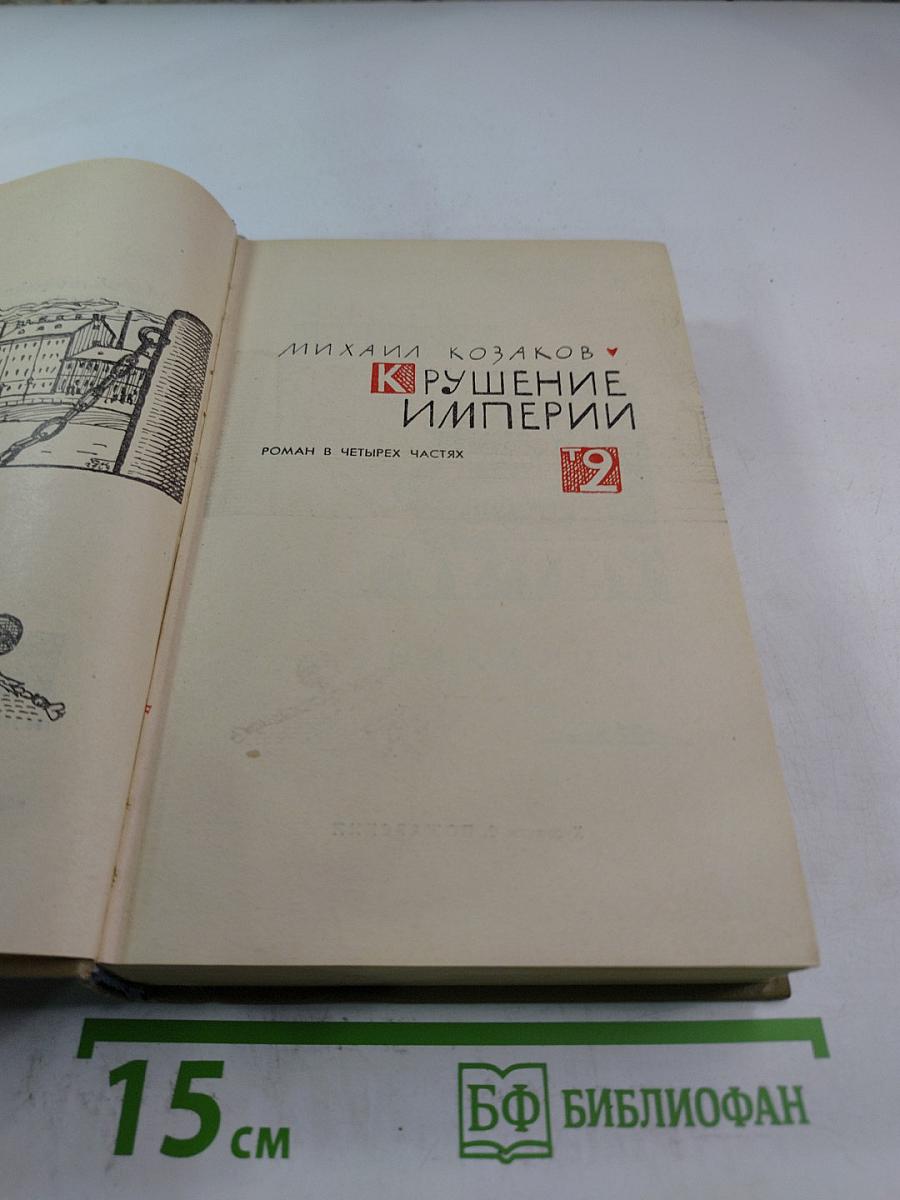 МИХАИЛ КОЗАКОВ
КРУШЕНИЕ
ИМПЕРИИ
РОМАН В ЧЕТЫРЕХ ЧАСТЯХ
Т2
15 см
БФ БИБЛИОФАН